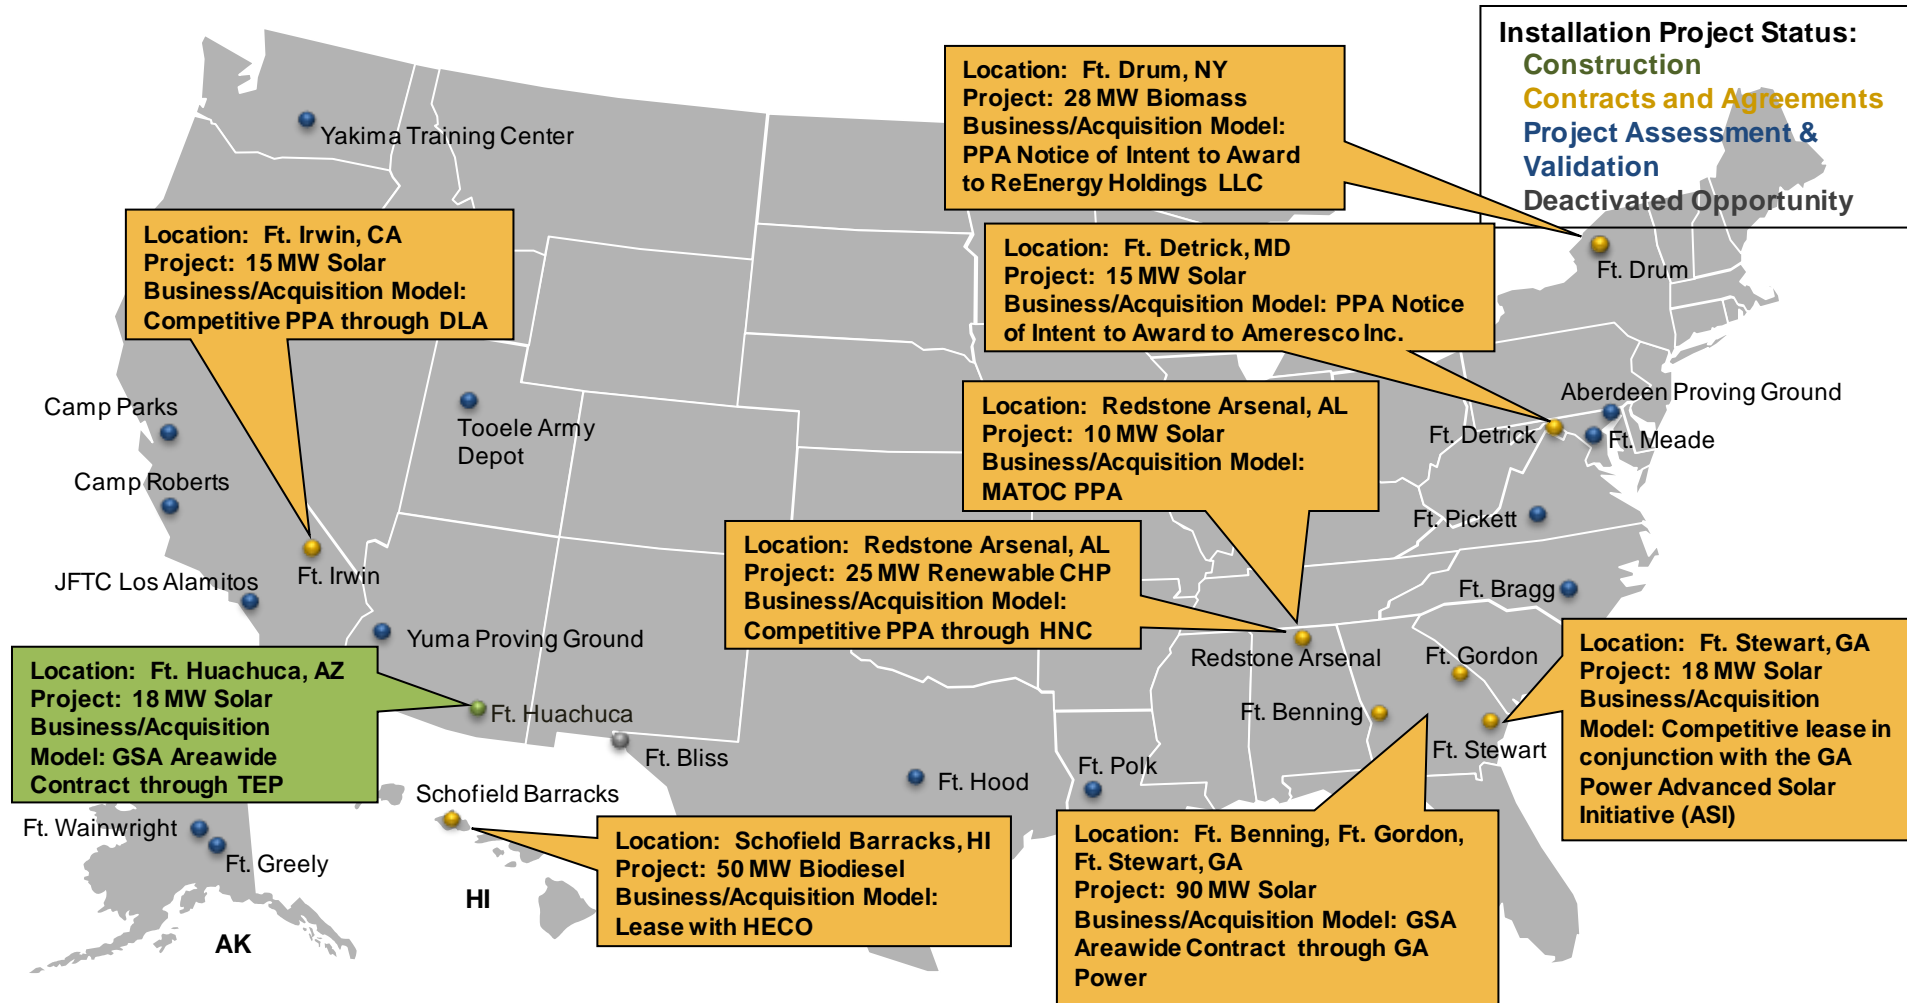 Installation Project Status:
Construction
Contracts and Agreements
Project Assessment &
Validation
Deactivated Opportunity
Location: Ft. Drum, NY
Project: 28 MW Biomass
Business/Acquisition Model:
PPA Notice of Intent to Award
to ReEnergy Holdings LLC
Yakima Training Center
Location: Ft. Irwin, CA
Project: 15 MW Solar
Business/Acquisition Model:
Competitive PPA through DLA
Location: Ft. Detrick, MD
Project: 15 MW Solar
Business/Acquisition Model: PPA Notice
of Intent to Award to Ameresco Inc.
Ft. Drum
Camp Parks
Tooele Army
Depot
Location: Redstone Arsenal, AL
Project: 10 MW Solar
Business/Acquisition Model:
MATOC PPA
Aberdeen Proving Ground
Ft. Detrick
Ft. Meade
Camp Roberts
Ft. Pickett
Location: Redstone Arsenal, AL
Project: 25 MW Renewable CHP
Business/Acquisition Model:
Competitive PPA through HNC
JFTC Los Alamitos
Ft. Irwin
Ft. Bragg
Yuma Proving Ground
Redstone Arsenal
Ft. Gordon
Location: Ft. Stewart, GA
Project: 18 MW Solar
Business/Acquisition
Model: Competitive lease in
conjunction with the GA
Power Advanced Solar
Initiative (ASI)
Location: Ft. Huachuca, AZ
Project: 18 MW Solar
Business/Acquisition
Model: GSA Areawide
Contract through TEP
Ft. Huachuca
Ft. Benning
Ft. Stewart
Ft. Bliss
Ft. Hood
Ft. Polk
Schofield Barracks
Ft. Wainwright
Ft. Greely
Location: Schofield Barracks, HI
Project: 50 MW Biodiesel
Business/Acquisition Model:
Lease with HECO
Location: Ft. Benning, Ft. Gordon,
Ft. Stewart, GA
Project: 90 MW Solar
Business/Acquisition Model: GSA
Areawide Contract through GA
Power
HI
AK